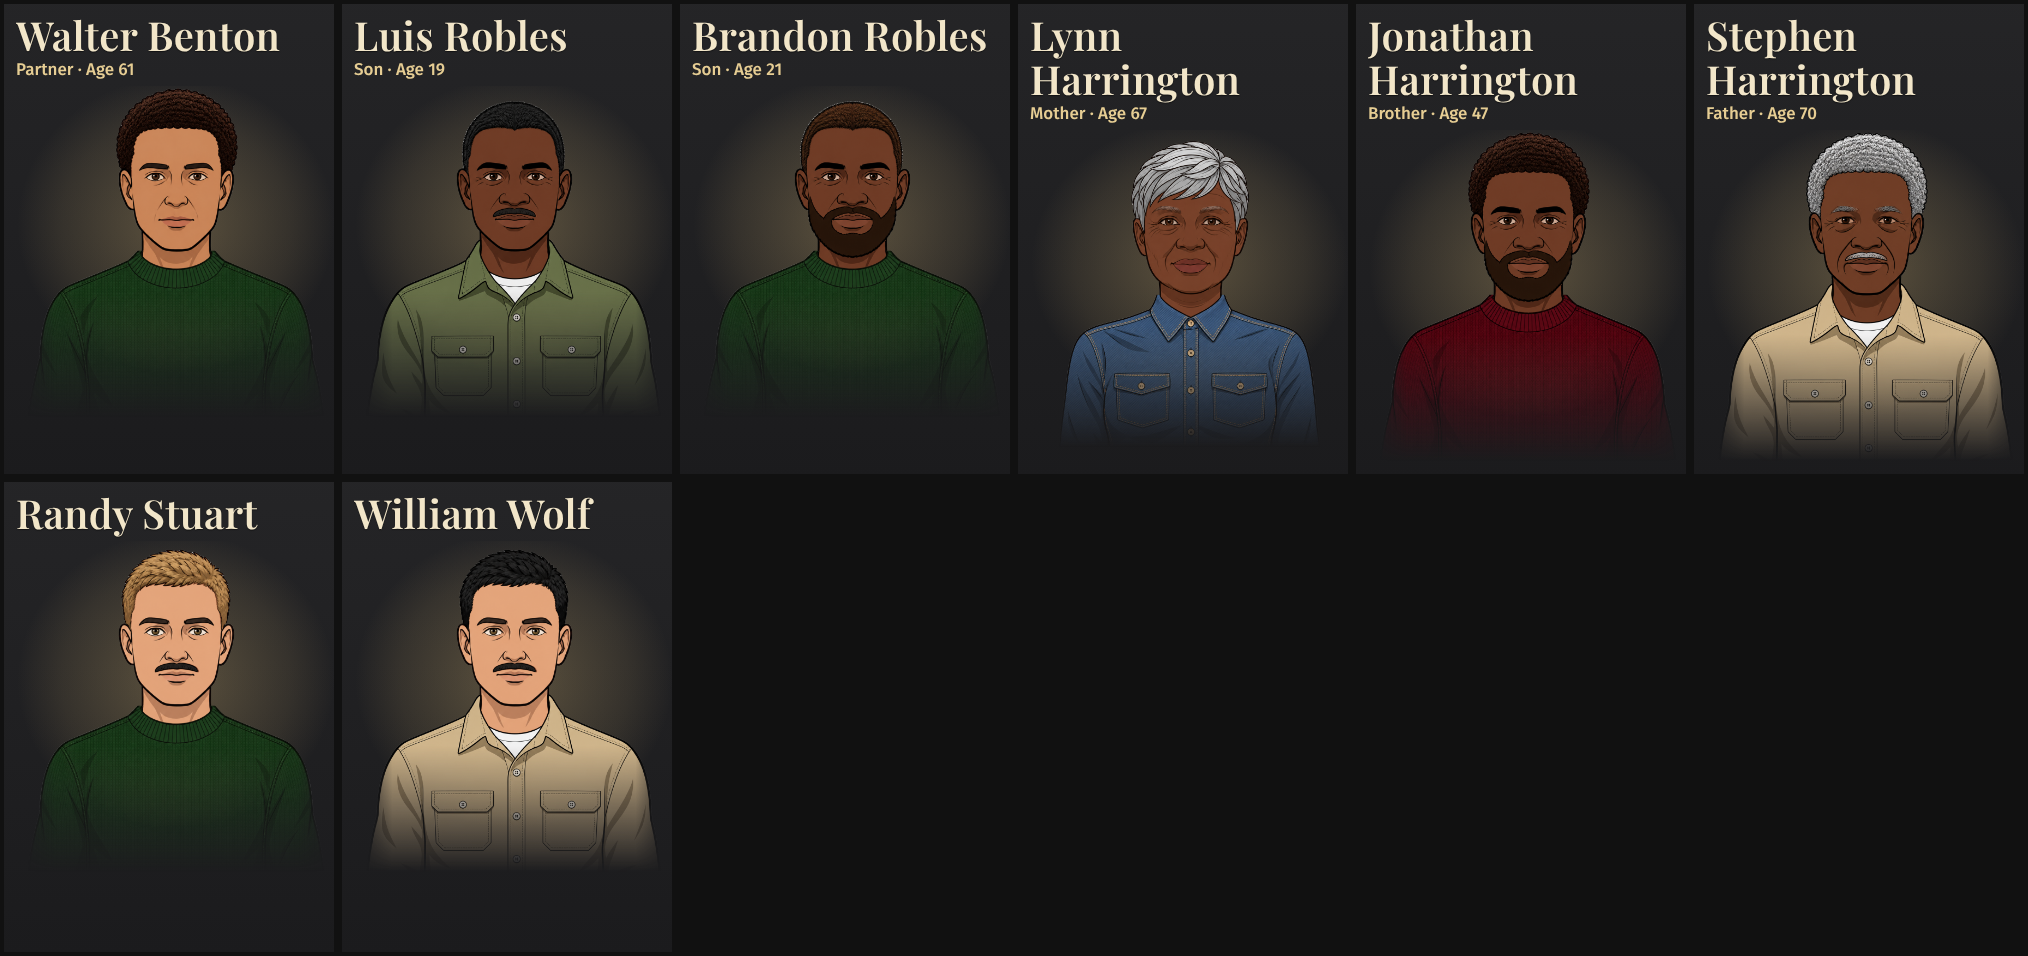 Walter Benton
Partner · Age 61
Luis Robles
Son · Age 19
Brandon Robles
Son · Age 21
Lynn
Harrington
Mother · Age 67
Jonathan
Harrington
Brother · Age 47
Stephen
Harrington
Father · Age 70
Randy Stuart
William Wolf